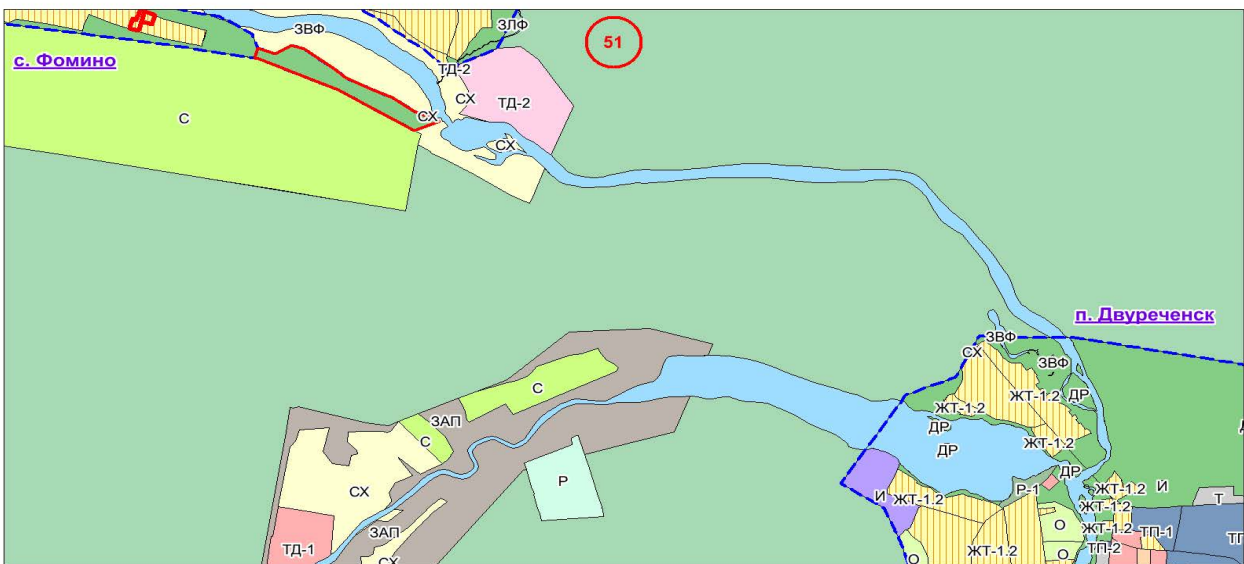 ЗВФ
ЗЛФ
51
с. Фомино
ТД-2
СХ
ТД-2
СХ
С
СХ
п. Двуреченск
ЗВФ
СХ
ЗВФ
С
ДР
ЖТ-1.2
ЖТ-1.2
ЗАП
ДР
С
ЖТ-1.2
ДР
ДР
Р
Р-1
СХ
И
ЖТ-1.2
ЖТ-1.2
И
Т
ЖТ-1.2
О
ЖТ-1.2
ТП-1
ЗАП
ТД-1
ЖТ-1.2
О
ТП-2
СХ
О